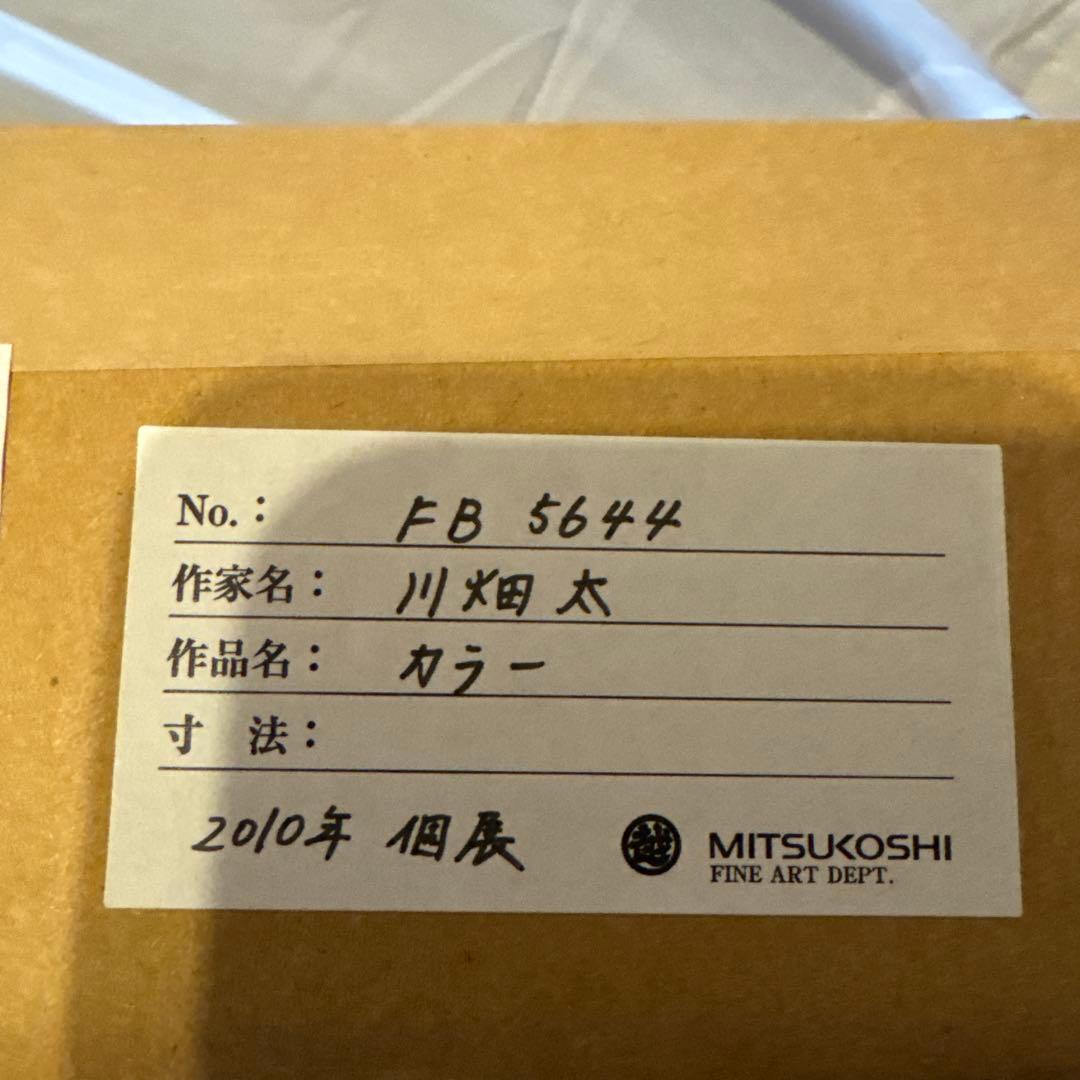 No.: FB 5644
作家名: 川畑太
作品名: カラー
寸 法:
2010年 個展
越 MITSUKOSHI
FINE ART DEPT.